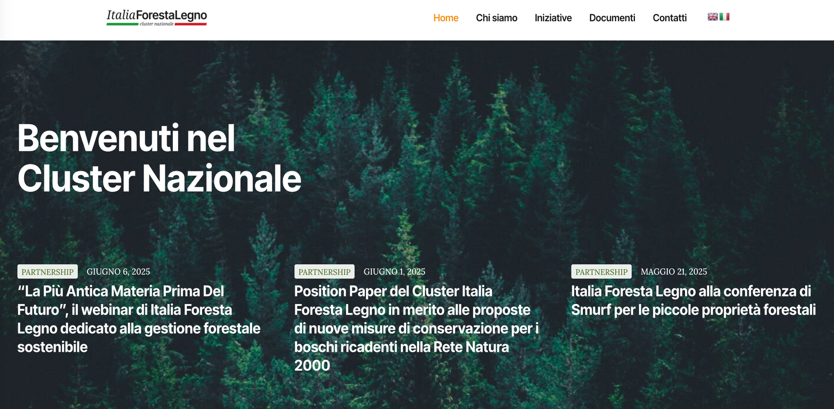 ItaliaForestaLegno
cluster nazionale
Home Chi siamo Iniziative Documenti Contatti
Benvenuti nel
Cluster Nazionale
PARTNERSHIP GIUGNO 6, 2025
“La Più Antica Materia Prima Del
Futuro”, il webinar di Italia Foresta
Legno dedicato alla gestione forestale
sostenibile
PARTNERSHIP GIUGNO 1, 2025
Position Paper del Cluster Italia
Foresta Legno in merito alle proposte
di nuove misure di conservazione per i
boschi ricadenti nella Rete Natura
2000
PARTNERSHIP MAGGIO 21, 2025
Italia Foresta Legno alla conferenza di
Smurf per le piccole proprietà forestali